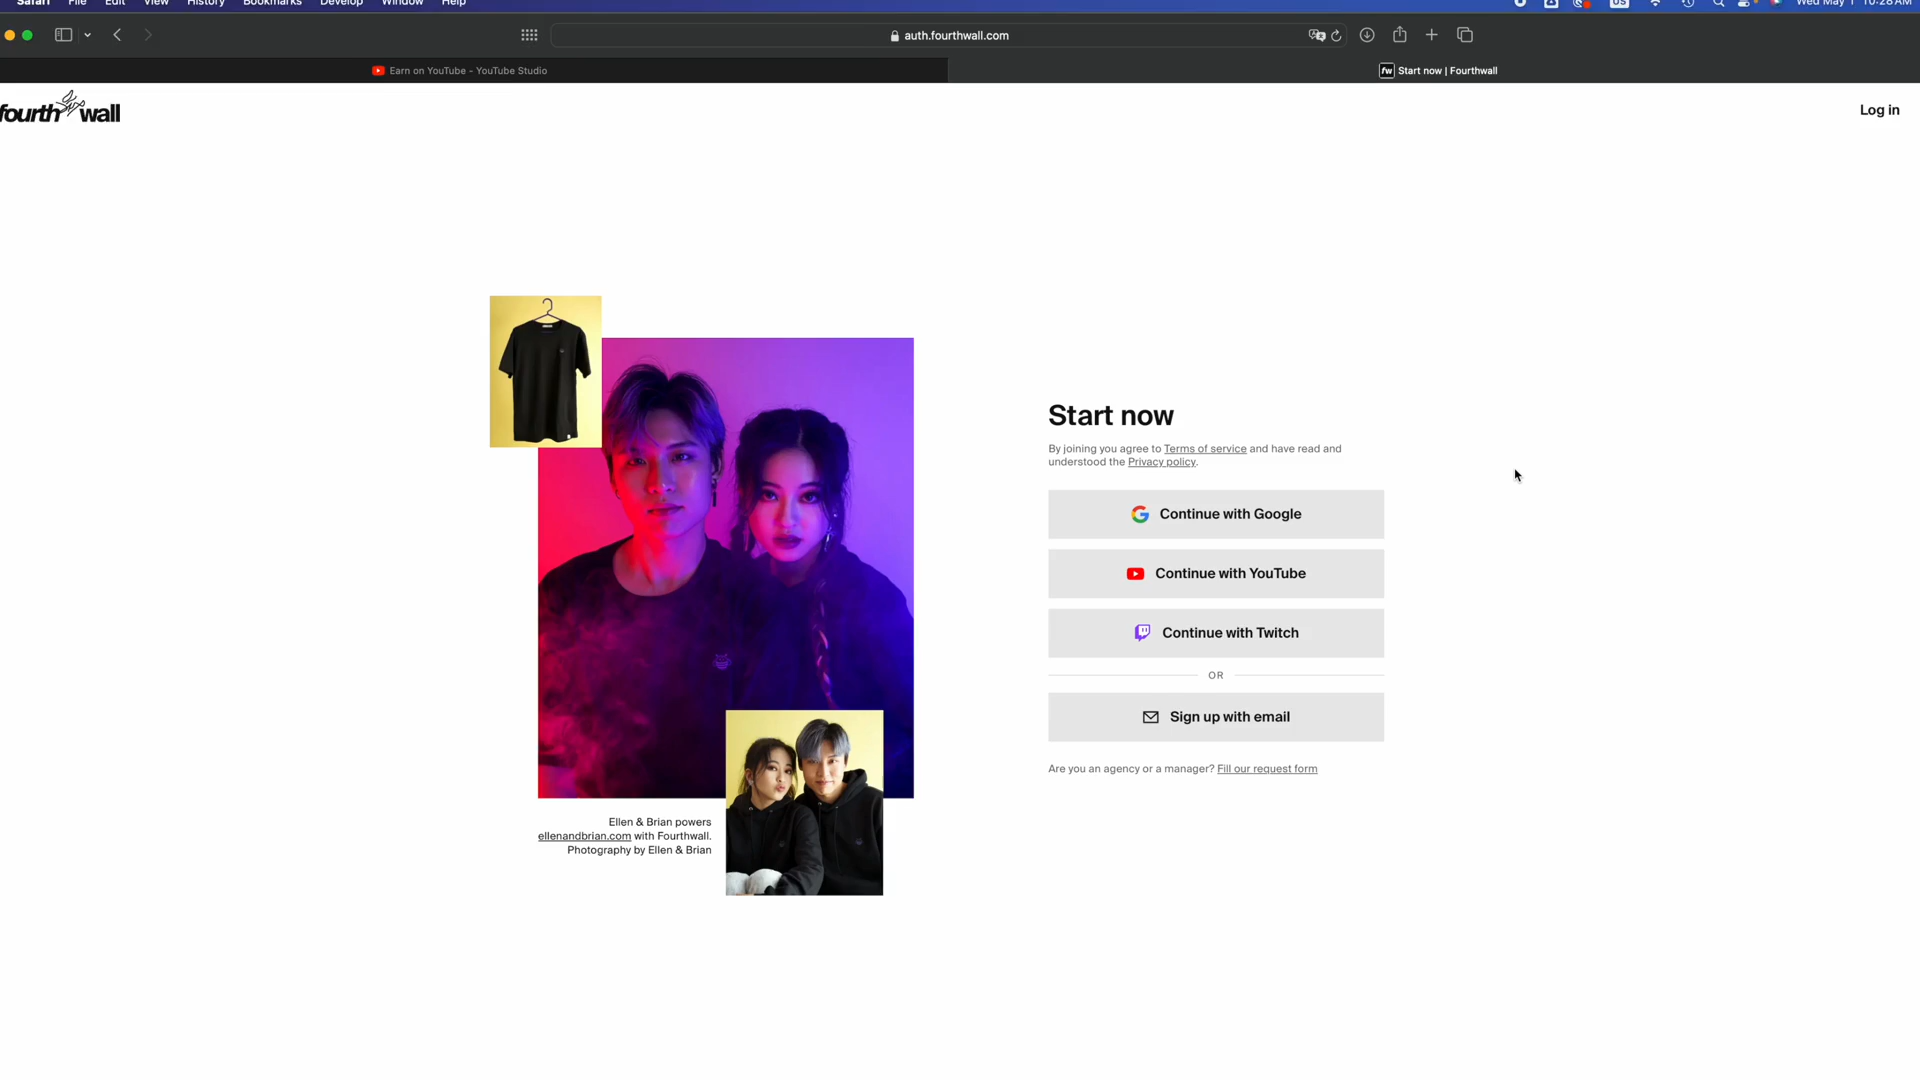 Safari File Edit View History Bookmarks Develop Window Help
US
Wed May 1 10:28 AM
auth.fourthwall.com
Earn on YouTube - YouTube Studio
fw Start now | Fourthwall
fourthwall
Log in
Start now
By joining you agree to Terms of service and have read and
understood the Privacy policy.
Continue with Google
Continue with YouTube
Continue with Twitch
OR
Sign up with email
Are you an agency or a manager? Fill our request form
Ellen & Brian powers
ellenandbrian.com with Fourthwall.
Photography by Ellen & Brian